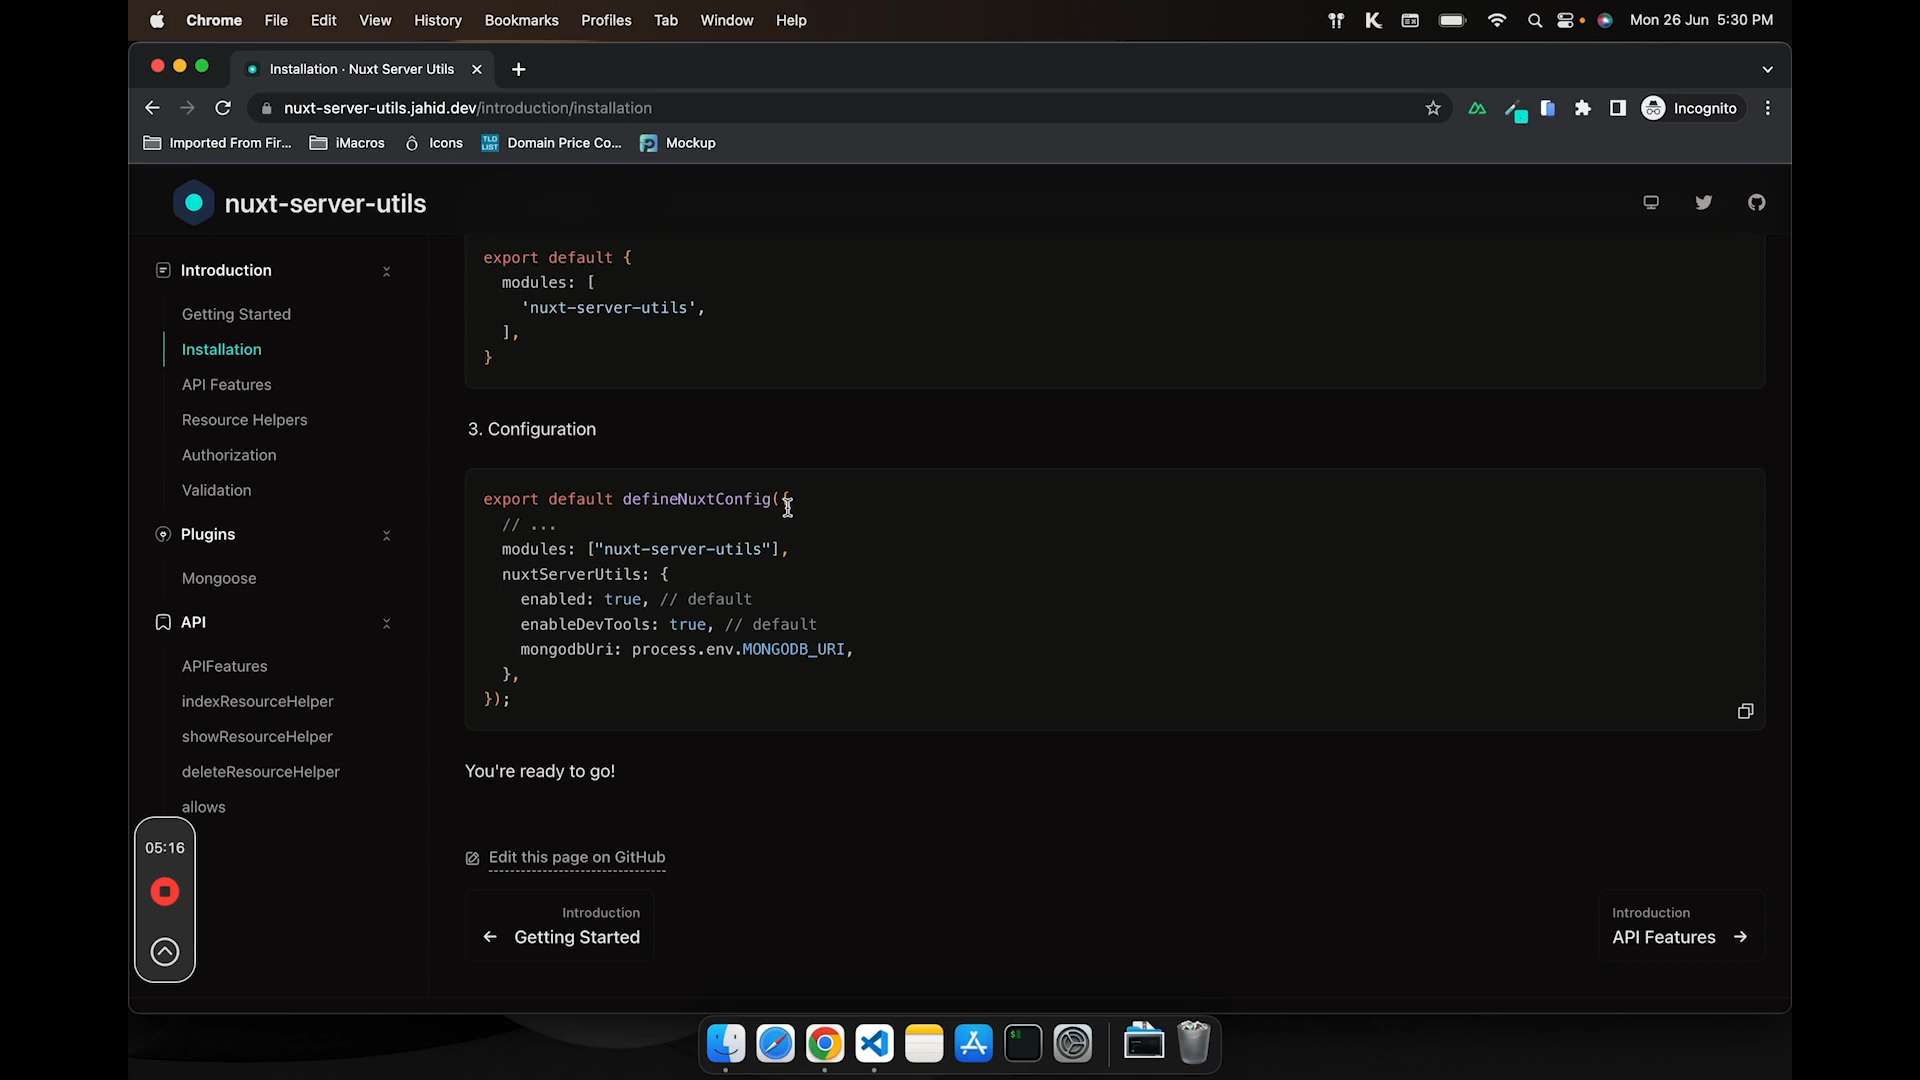 Chrome File Edit View History Bookmarks Profiles Tab Window Help
Mon 26 Jun 5:30 PM
Installation · Nuxt Server Utils
nuxt-server-utils.jahid.dev/introduction/installation
Incognito
Imported From Fir... iMacros Icons TLD LIST Domain Price Co... Mockup
nuxt-server-utils
Introduction
Getting Started
Installation
API Features
Resource Helpers
Authorization
Validation
Plugins
Mongoose
API
APIFeatures
indexResourceHelper
showResourceHelper
deleteResourceHelper
allows
05:16
export default {
modules: [
'nuxt-server-utils',
],
}
3. Configuration
export default defineNuxtConfig({
// ...
modules: ["nuxt-server-utils"],
nuxtServerUtils: {
enabled: true, // default
enableDevTools: true, // default
mongodbUri: process.env.MONGODB_URI,
},
});
You're ready to go!
Edit this page on GitHub
Introduction
Getting Started
Introduction
API Features